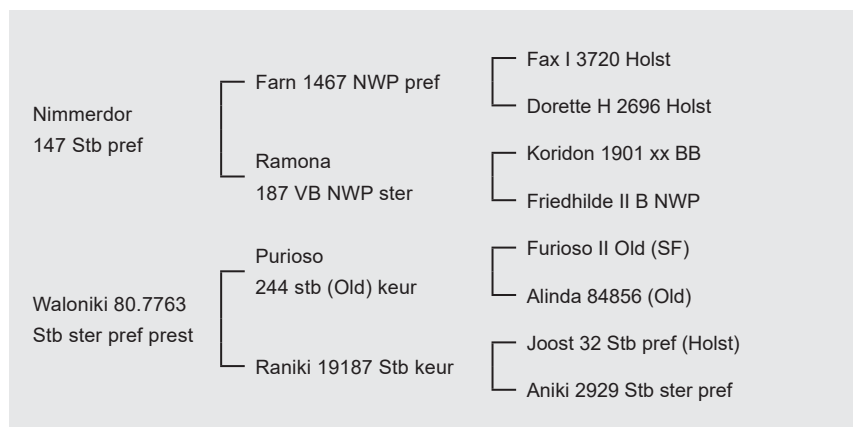 Nimmerdor
147 Stb pref
Farn 1467 NWP pref
Fax I 3720 Holst
Dorette H 2696 Holst
Ramona
187 VB NWP ster
Koridon 1901 xx BB
Friedhilde II B NWP
Waloniki 80.7763
Stb ster pref prest
Purioso
244 stb (Old) keur
Furioso II Old (SF)
Alinda 84856 (Old)
Raniki 19187 Stb keur
Joost 32 Stb pref (Holst)
Aniki 2929 Stb ster pref